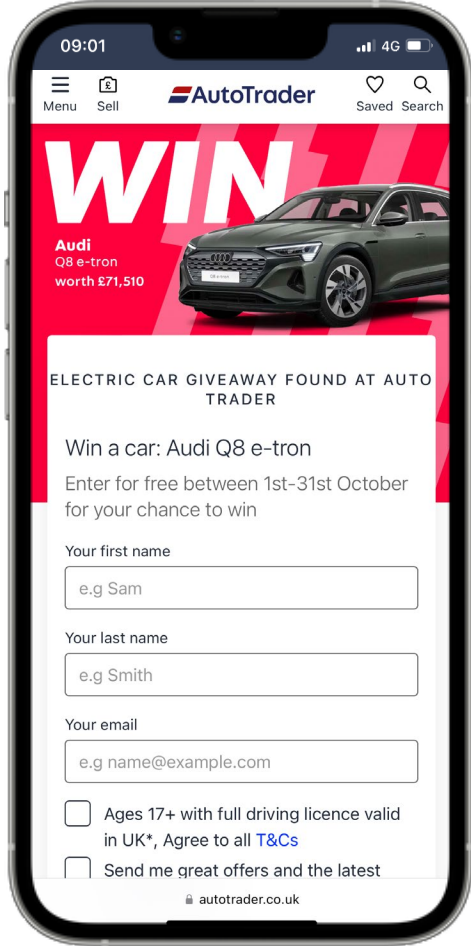 09:01
4G
Menu
Sell
£
AutoTrader
Saved
Search
WIN
Audi
Q8 e-tron
worth £71,510
ELECTRIC CAR GIVEAWAY FOUND AT AUTO
TRADER
Win a car: Audi Q8 e-tron
Enter for free between 1st-31st October
for your chance to win
Your first name
e.g Sam
Your last name
e.g Smith
Your email
e.g name@example.com
Ages 17+ with full driving licence valid
in UK*, Agree to all T&Cs
Send me great offers and the latest
autotrader.co.uk